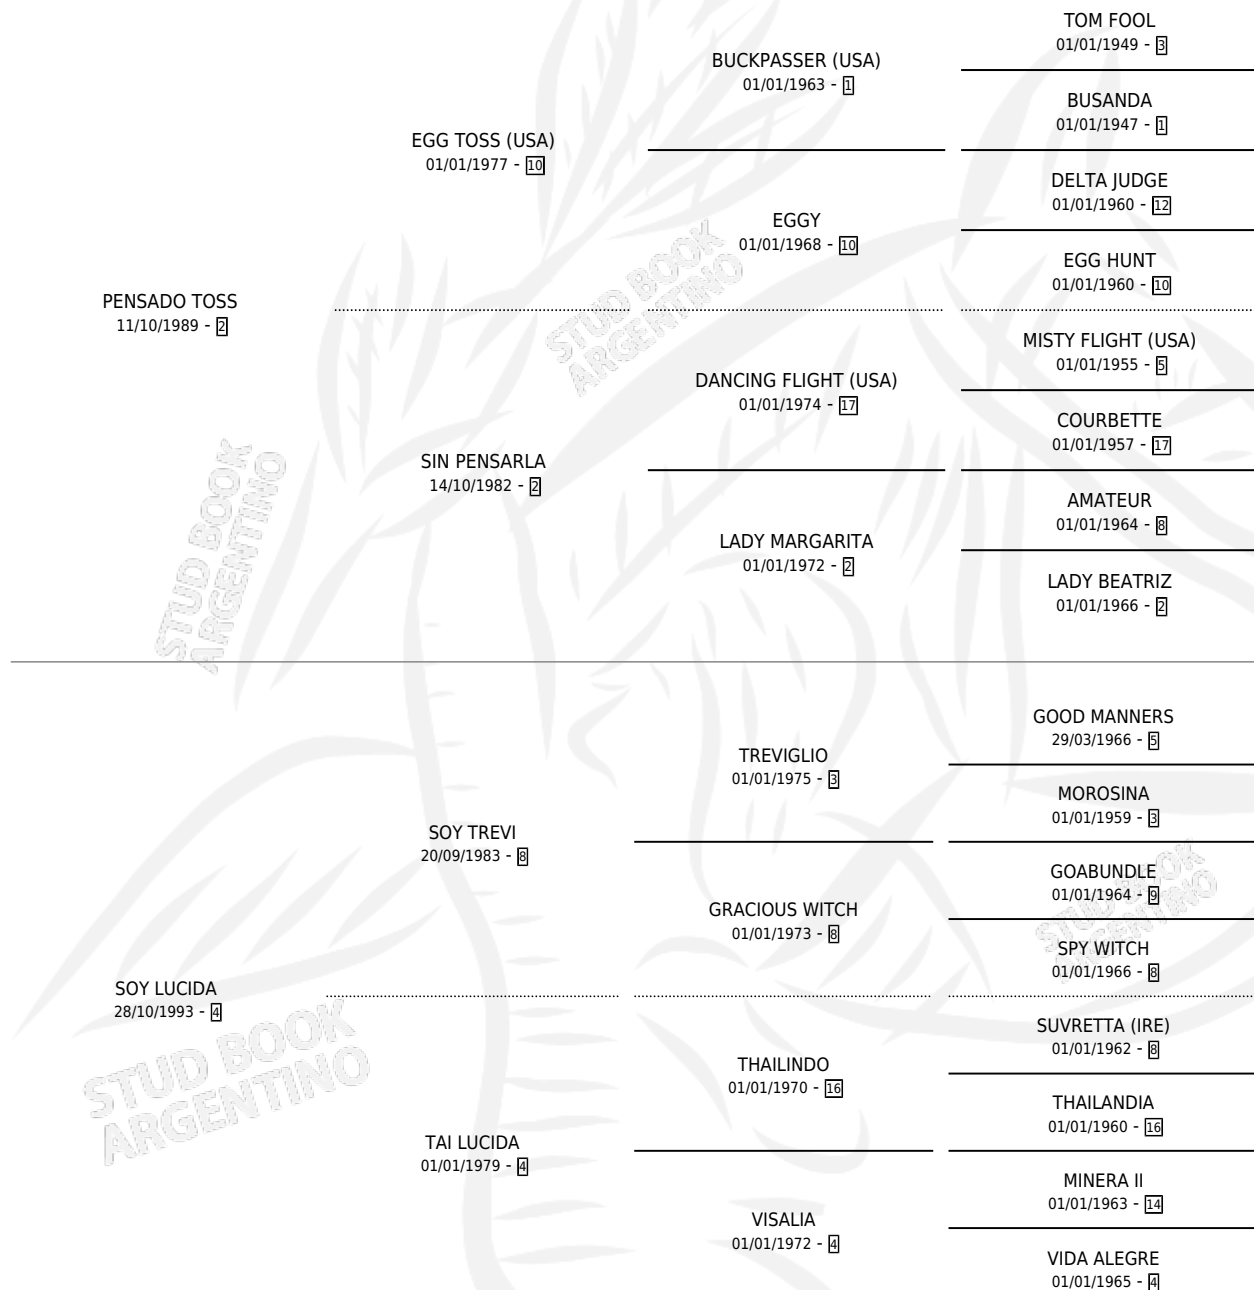 TOM FOOL
01/01/1949 - 3
BUCKPASSER (USA)
01/01/1963 - 1
BUSANDA
01/01/1947 - 1
EGG TOSS (USA)
01/01/1977 - 10
DELTA JUDGE
01/01/1960 - 12
EGGY
01/01/1968 - 10
EGG HUNT
01/01/1960 - 10
PENSADO TOSS
11/10/1989 - 2
MISTY FLIGHT (USA)
01/01/1955 - 5
DANCING FLIGHT (USA)
01/01/1974 - 17
COURBETTE
01/01/1957 - 17
SIN PENSARLA
14/10/1982 - 2
AMATEUR
01/01/1964 - 8
LADY MARGARITA
01/01/1972 - 2
LADY BEATRIZ
01/01/1966 - 2
GOOD MANNERS
29/03/1966 - 5
TREVIGLIO
01/01/1975 - 3
MOROSINA
01/01/1959 - 3
SOY TREVI
20/09/1983 - 8
GOABUNDLE
01/01/1964 - 9
GRACIOUS WITCH
01/01/1973 - 8
SPY WITCH
01/01/1966 - 8
SOY LUCIDA
28/10/1993 - 4
SUVRETTA (IRE)
01/01/1962 - 8
THAILINDO
01/01/1970 - 16
THAILANDIA
01/01/1960 - 16
TAI LUCIDA
01/01/1979 - 4
MINERA II
01/01/1963 - 14
VISALIA
01/01/1972 - 4
VIDA ALEGRE
01/01/1965 - 4
STUD BOOK
ARGENTINO
STUD BOOK
ARGENTINO
STUD BOOK
ARGENTINO
STUD BOOK
ARGENTINO